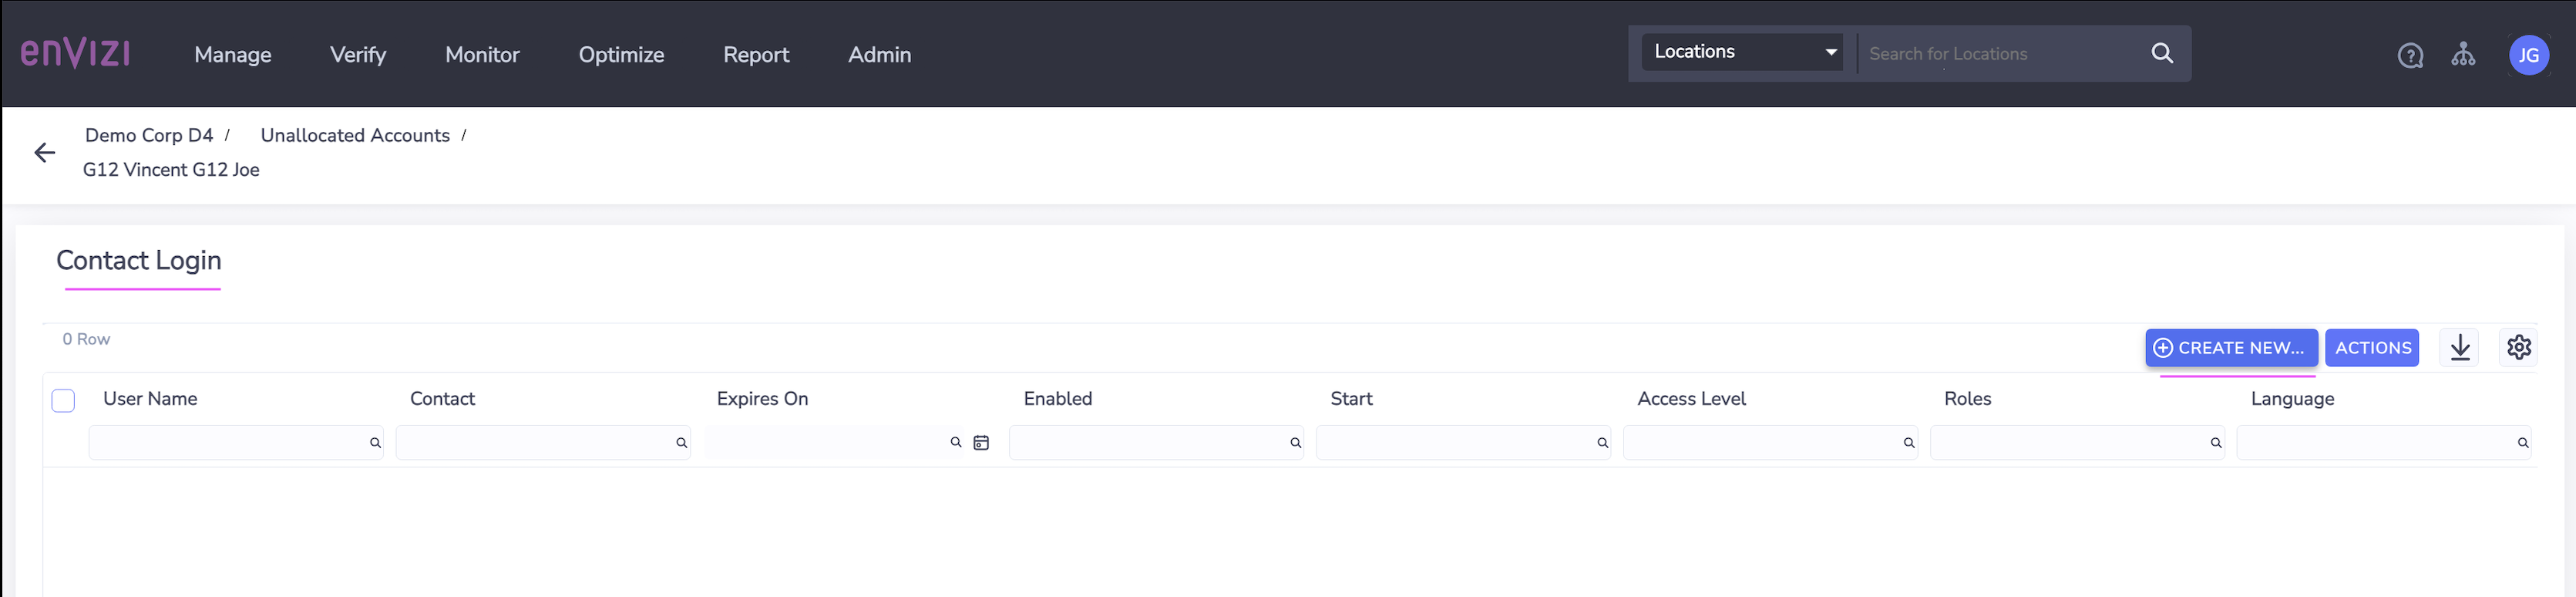 enVizi Manage Verify Monitor Optimize Report Admin Locations Search for Locations ? JG
Demo Corp D4 / Unallocated Accounts /
G12 Vincent G12 Joe
Contact Login
0 Row CREATE NEW... ACTIONS
User Name Contact Expires On Enabled Start Access Level Roles Language